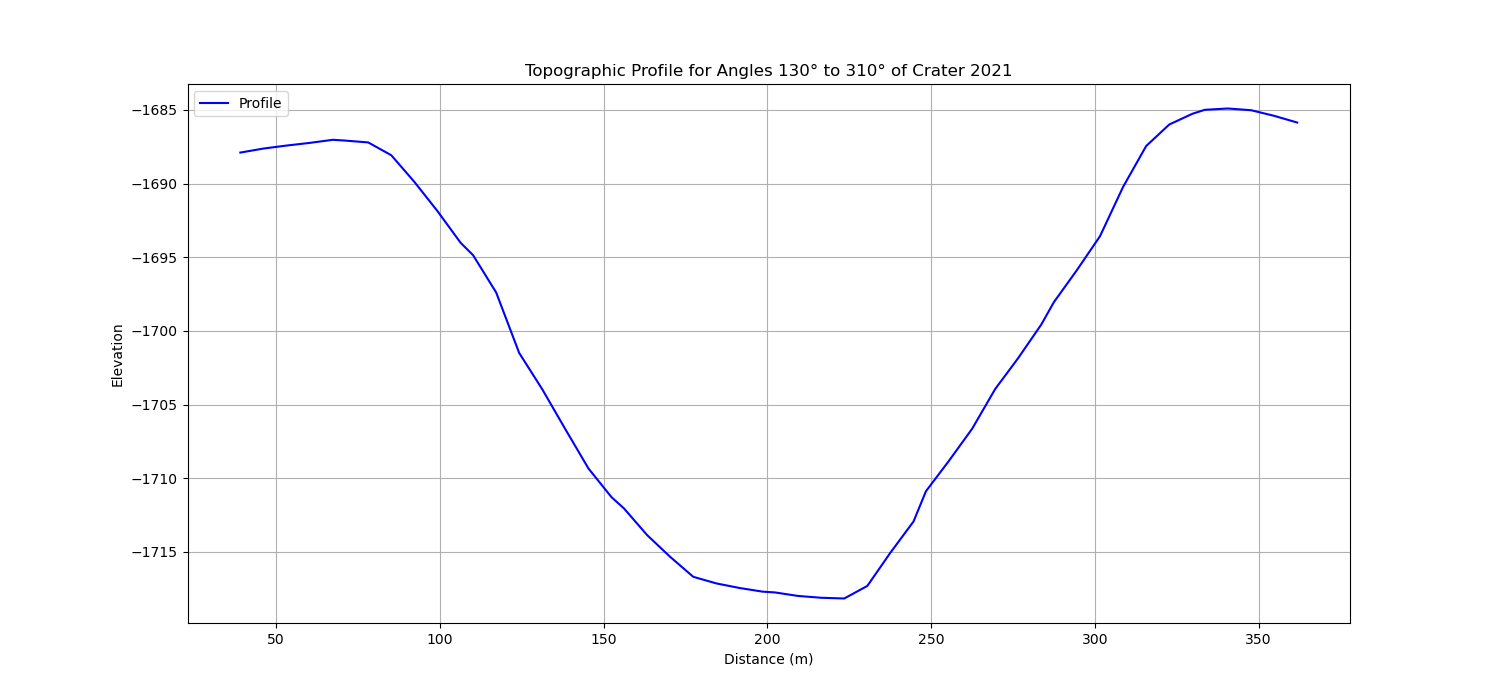 Topographic Profile for Angles 130° to 310° of Crater 2021
Profile
−1685
−1690
−1695
−1700
−1705
−1710
−1715
Elevation
50 100 150 200 250 300 350
Distance (m)